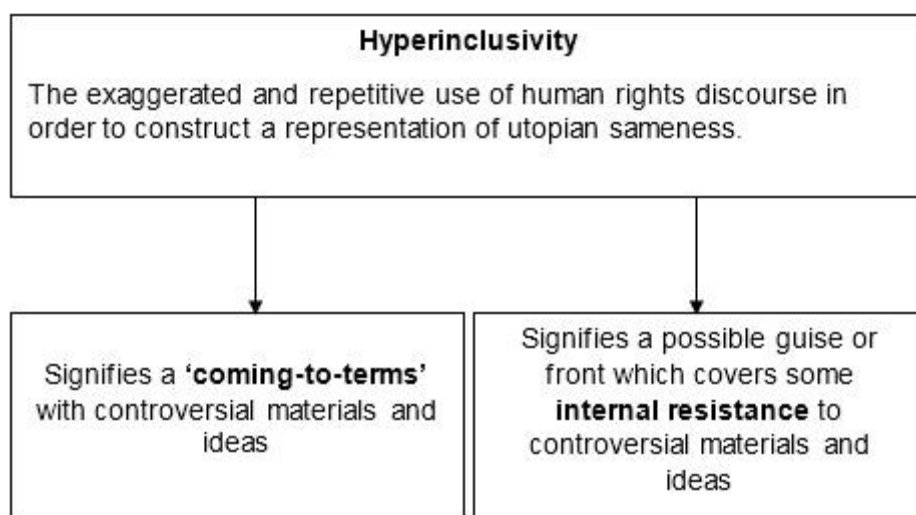 Hyperinclusivity
The exaggerated and repetitive use of human rights discourse in
order to construct a representation of utopian sameness.
Signifies a ‘coming-to-terms’
with controversial materials and
ideas
Signifies a possible guise or
front which covers some
internal resistance to
controversial materials and
ideas